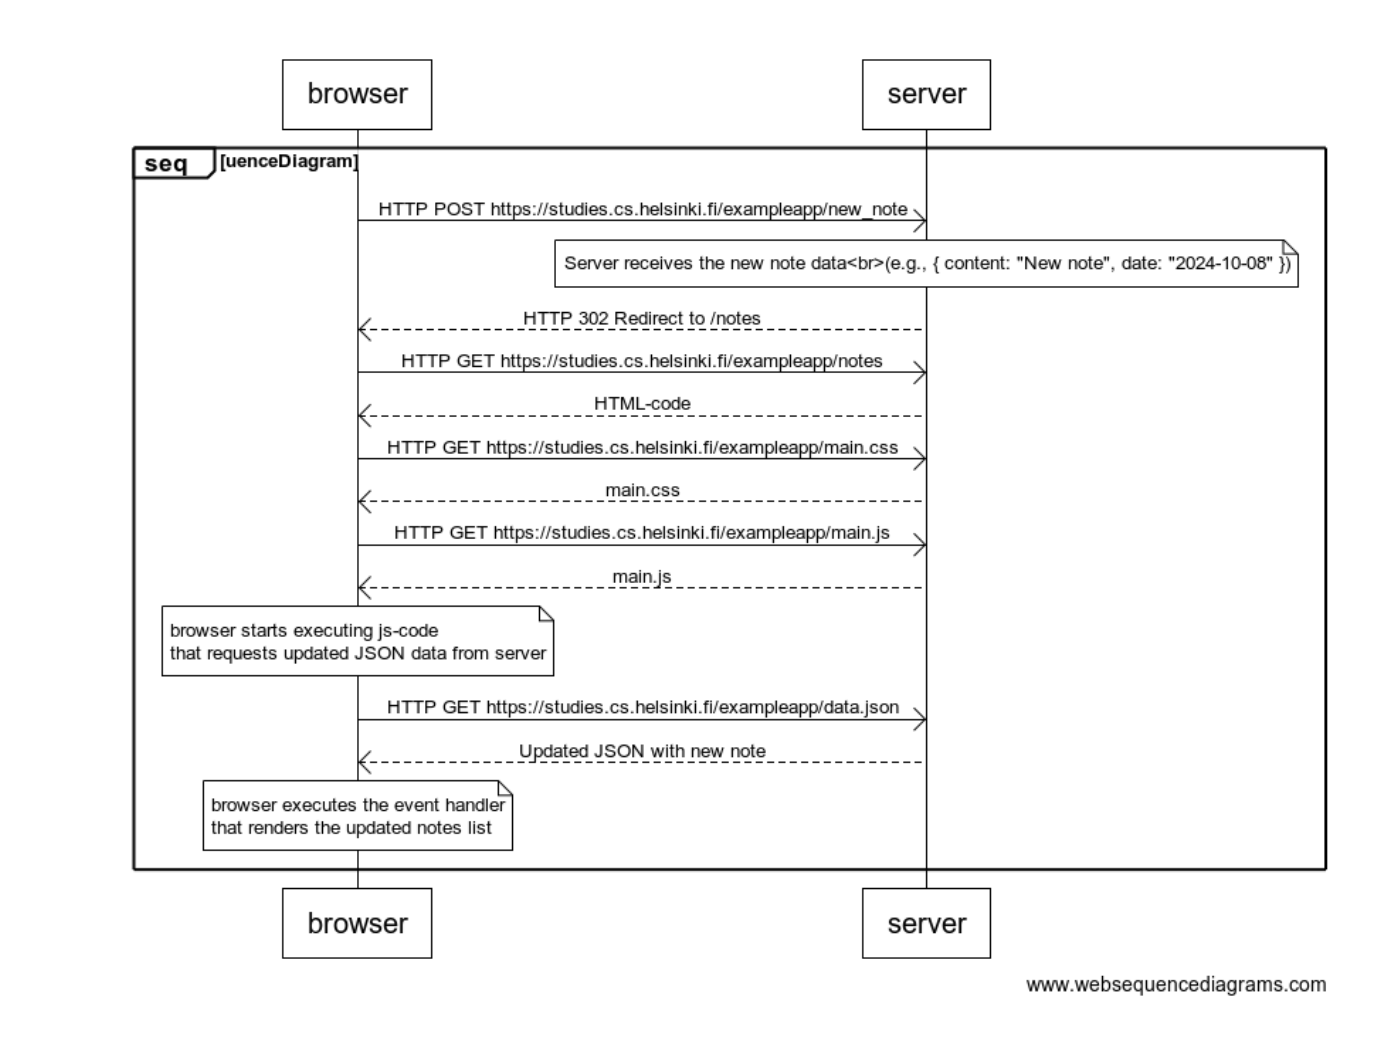 browser
server
seq [uenceDiagram]
HTTP POST https://studies.cs.helsinki.fi/exampleapp/new_note
Server receives the new note data<br>(e.g., { content: "New note", date: "2024-10-08" })
HTTP 302 Redirect to /notes
HTTP GET https://studies.cs.helsinki.fi/exampleapp/notes
HTML-code
HTTP GET https://studies.cs.helsinki.fi/exampleapp/main.css
main.css
HTTP GET https://studies.cs.helsinki.fi/exampleapp/main.js
main.js
browser starts executing js-code
that requests updated JSON data from server
HTTP GET https://studies.cs.helsinki.fi/exampleapp/data.json
Updated JSON with new note
browser executes the event handler
that renders the updated notes list
browser
server
www.websequencediagrams.com